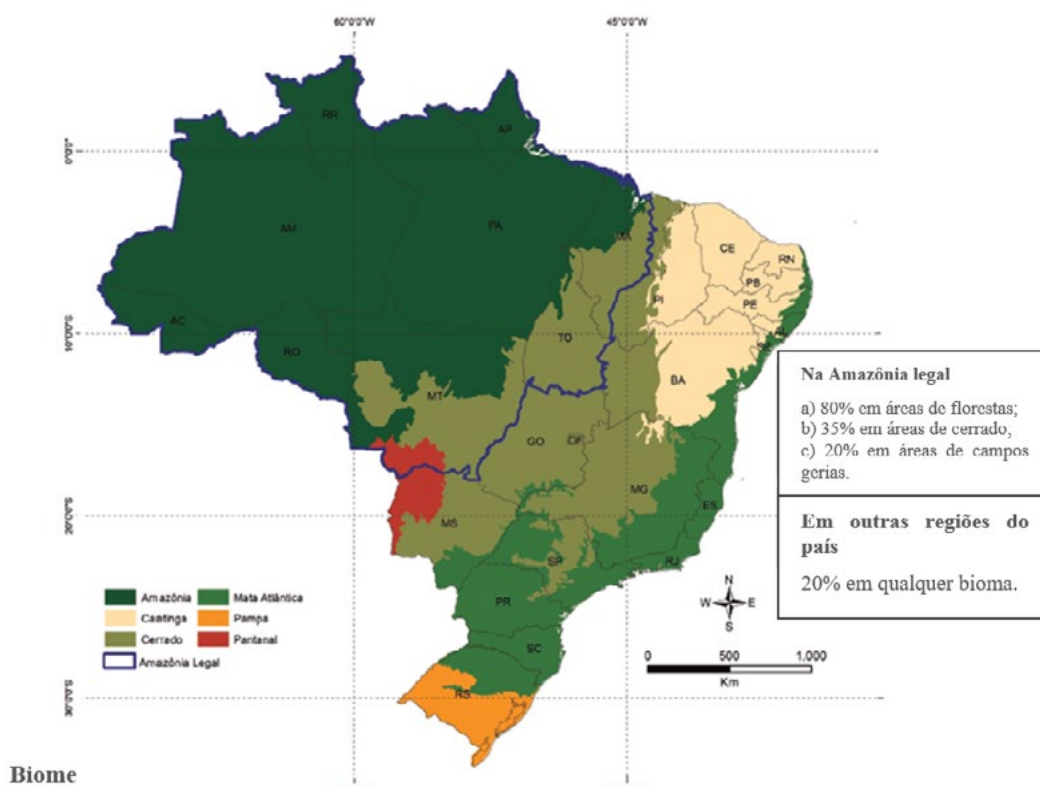 60°0'0"W
45°0'0"W
RR
AP
0°0'0"
AM
PA
MA
CE
RN
PB
PE
PI
AC
10°0'0"S
TO
RO
BA
Na Amazônia legal
a) 80% em áreas de florestas;
b) 35% em áreas de cerrado;
c) 20% em áreas de campos
gerias.
MT
GO
DF
MG
ES
20°0'0"S
MS
Em outras regiões do
país
20% em qualquer bioma.
SP
RJ
PR
N
W
E
S
Amazônia
Mata Atlântica
Caatinga
Pampa
Cerrado
Pantanal
Amazônia Legal
SC
0
500
1.000
Km
30°0'0"S
RS
Biome